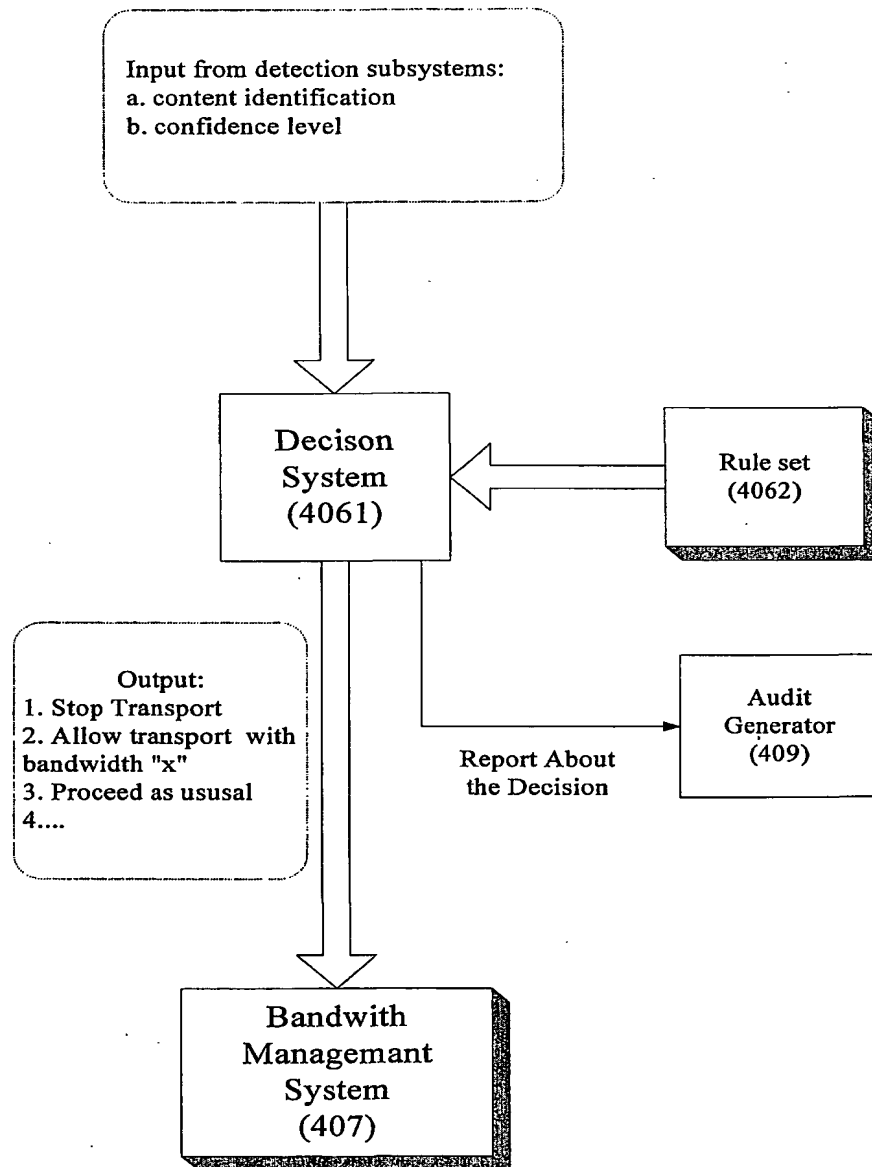 Input from detection subsystems:
a. content identification
b. confidence level
Decison
System
(4061)
Rule set
(4062)
Output:
1. Stop Transport
2. Allow transport with
bandwidth "x"
3. Proceed as ususal
4....
Audit
Generator
(409)
Report About
the Decision
Bandwith
Managemant
System
(407)